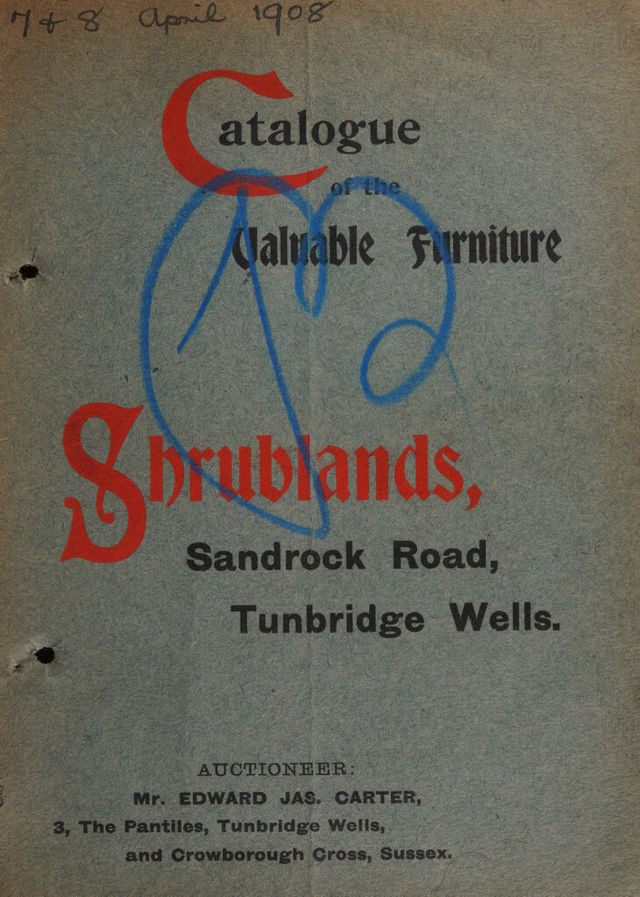 7 & 8 April 1908
Catalogue
of the
Valuable Furniture
Shrublands,
Sandrock Road,
Tunbridge Wells.
AUCTIONEER:
Mr. EDWARD JAS. CARTER,
3, The Pantiles, Tunbridge Wells,
and Crowborough Cross, Sussex.